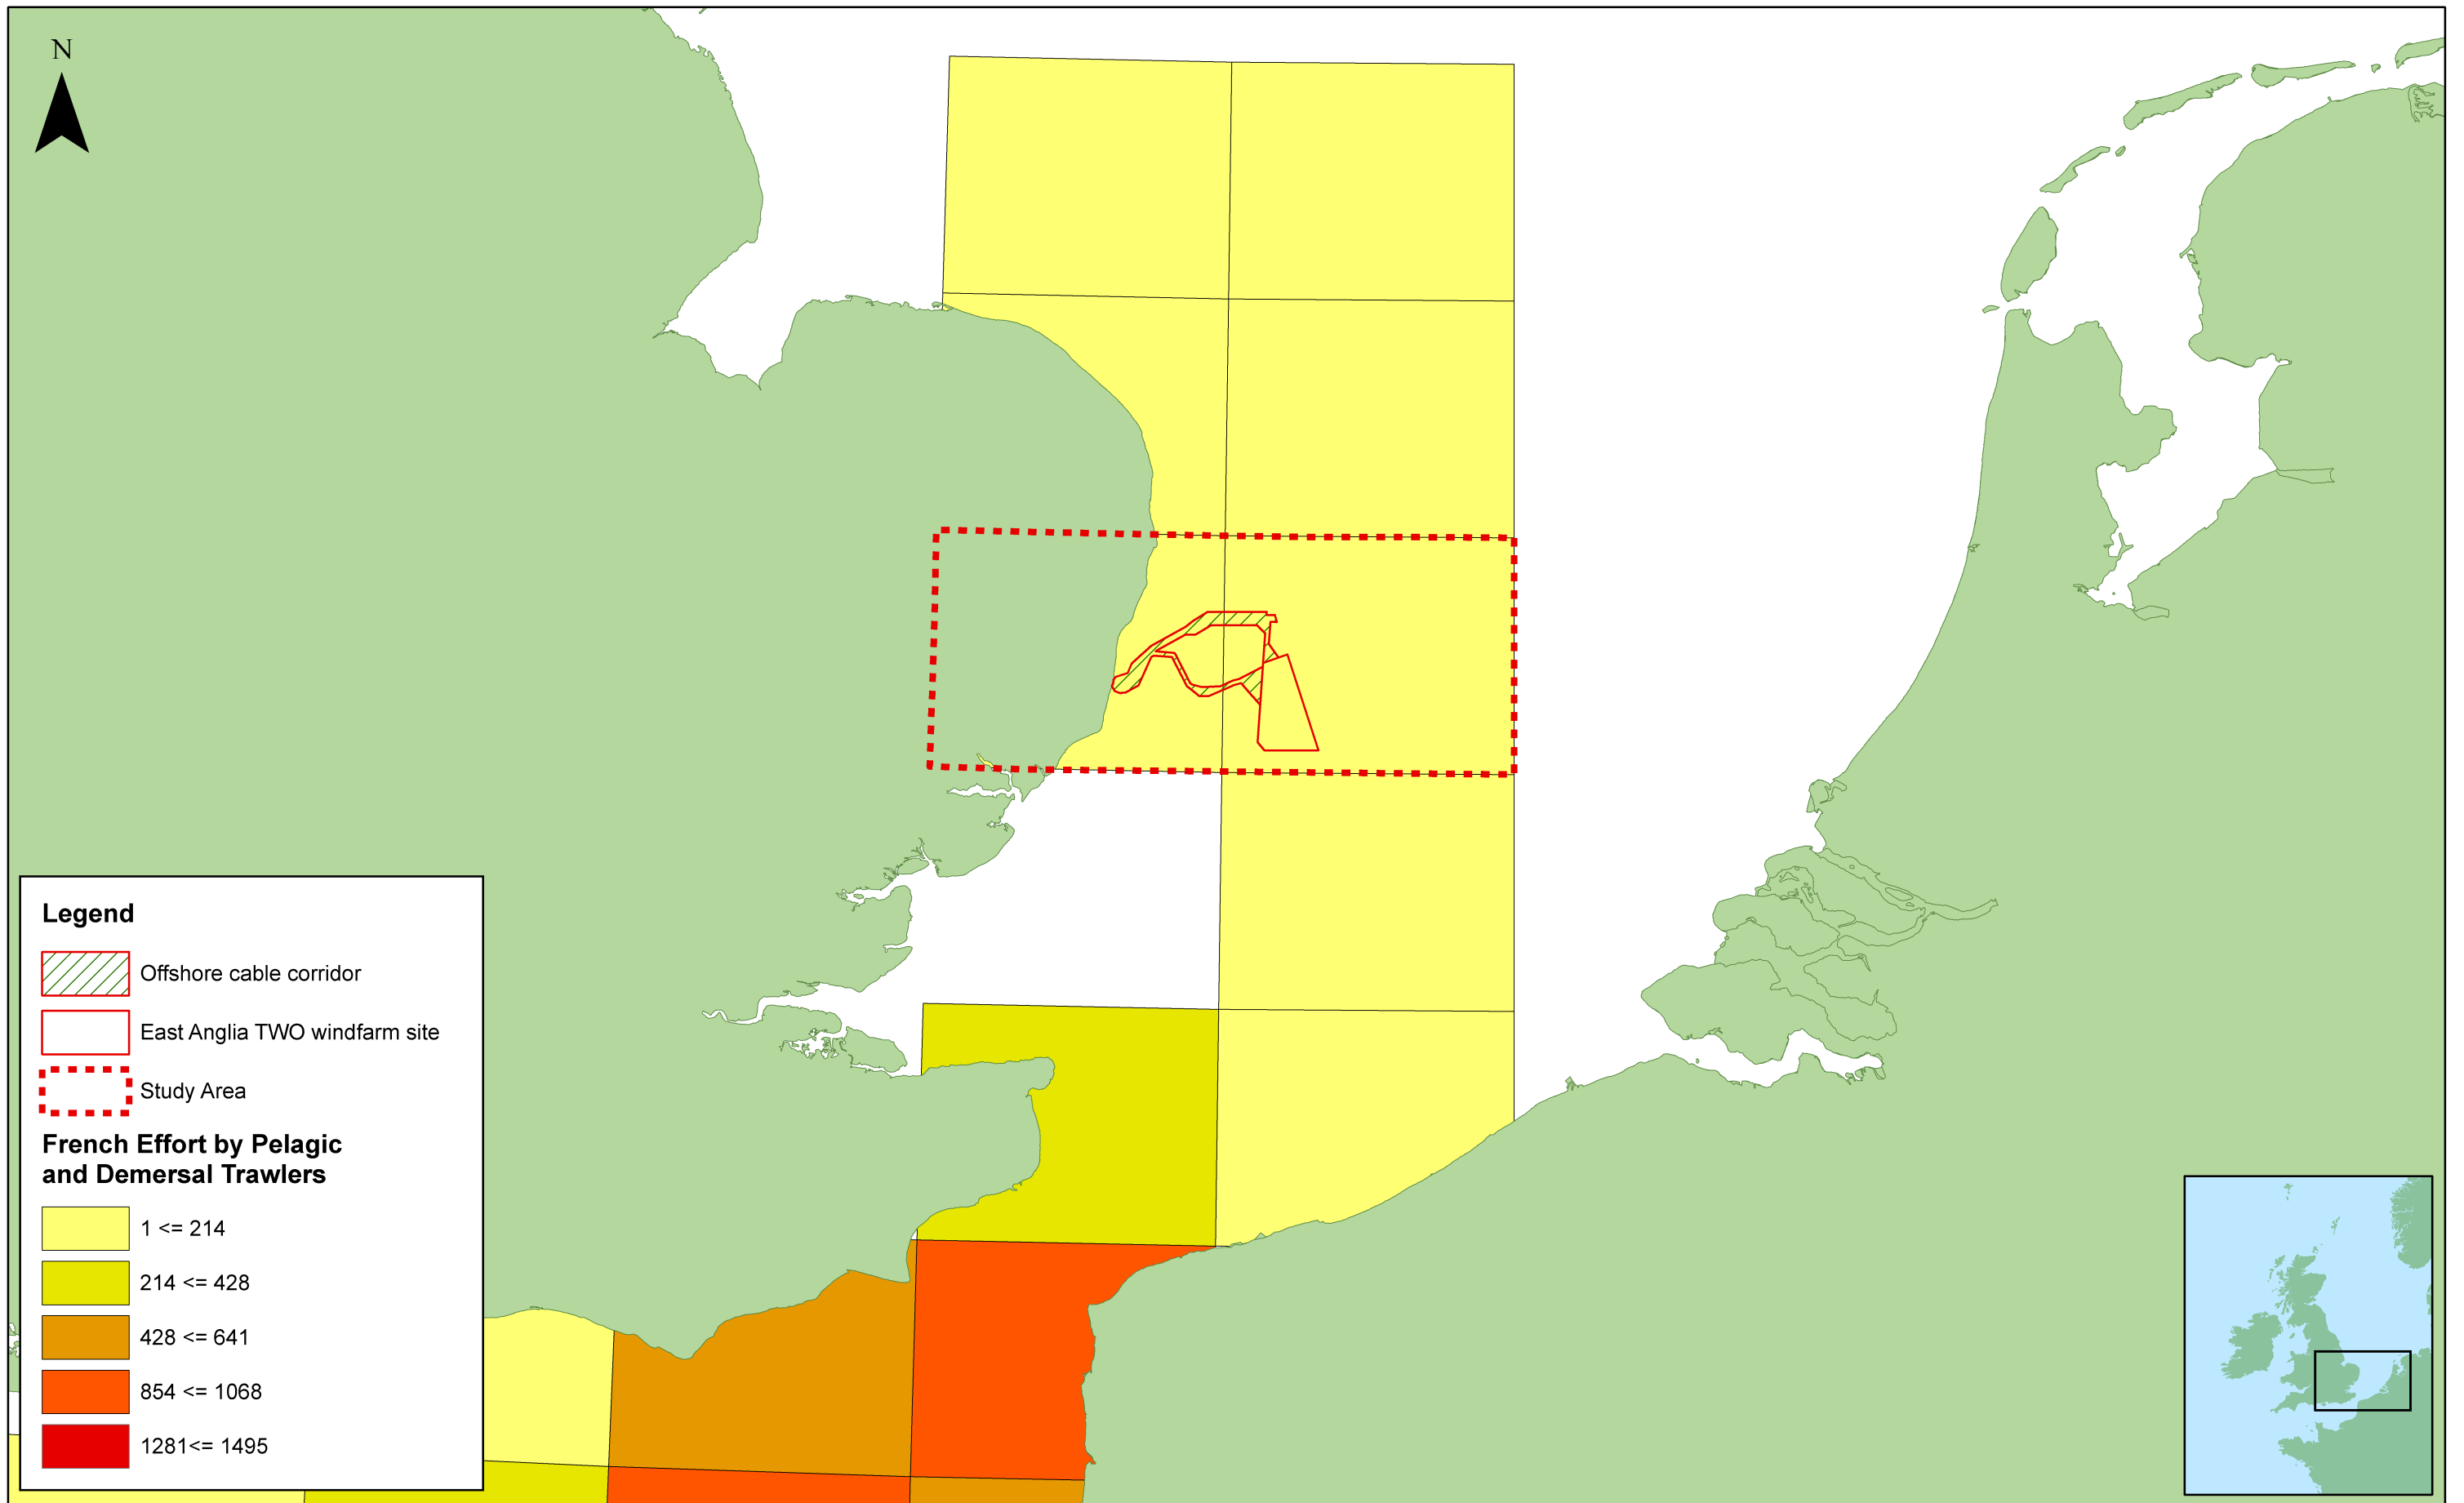 N
Legend
Offshore cable corridor
East Anglia TWO windfarm site
Study Area
French Effort by Pelagic
and Demersal Trawlers
1 <= 214
214 <= 428
428 <= 641
854 <= 1068
1281<= 1495